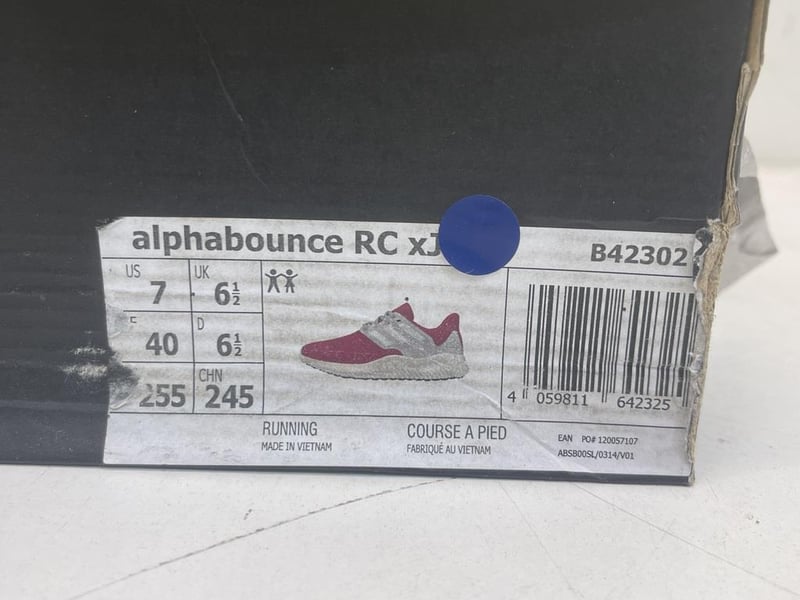 alphabounce RC xJ
B42302
US 7 UK 6½
F 40 D 6½
255 CHN 245
4 059811 642325
RUNNING
MADE IN VIETNAM
COURSE A PIED
FABRIQUÉ AU VIETNAM
EAN PO# 120057107
ABSB00SL/0314/V01